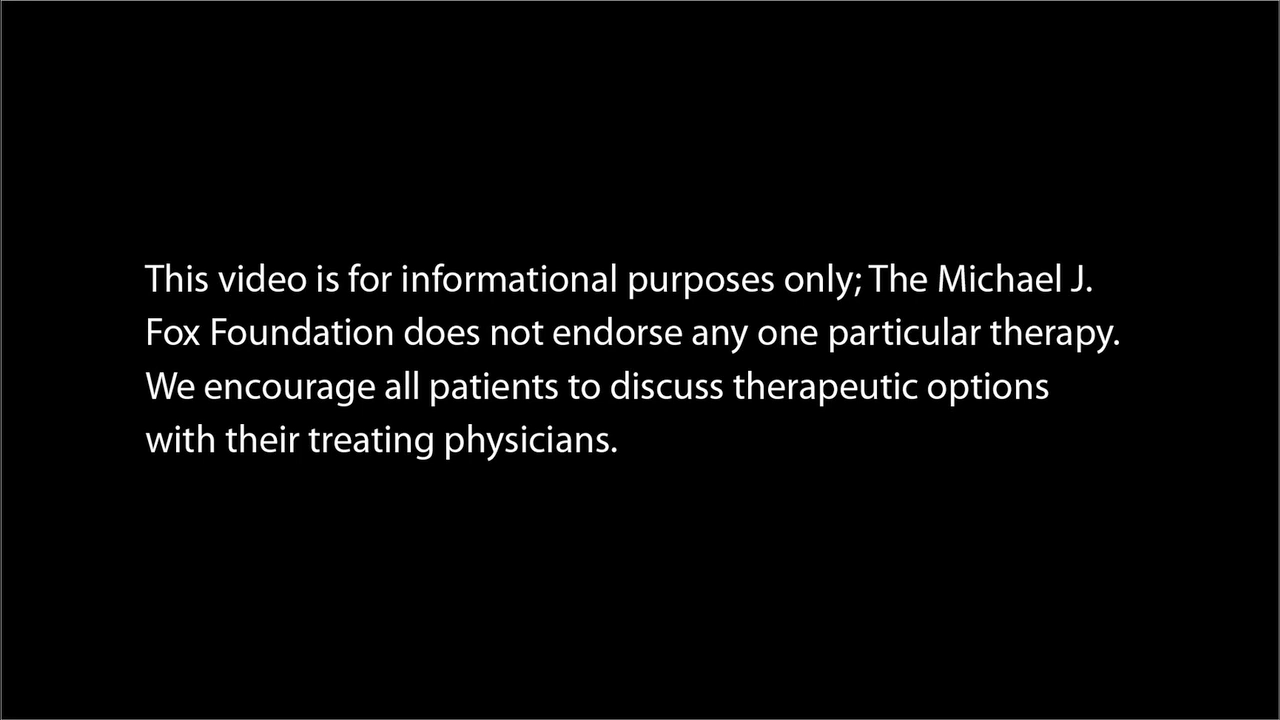 This video is for informational purposes only; The Michael J.
Fox Foundation does not endorse any one particular therapy.
We encourage all patients to discuss therapeutic options
with their treating physicians.